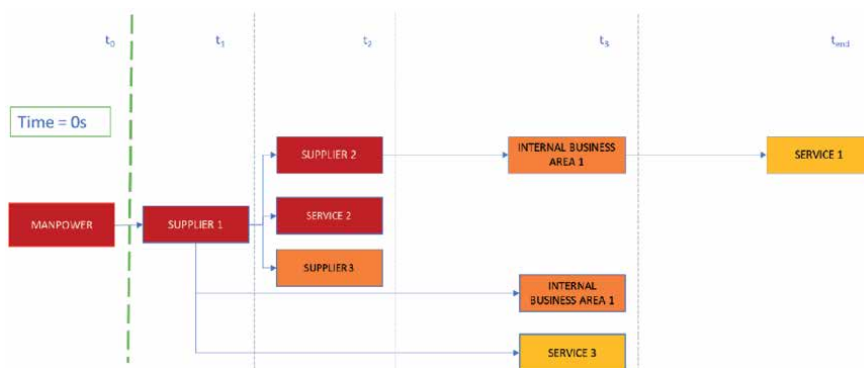 t0 t1 t2 t3 tend
Time = 0s
SUPPLIER 2
INTERNAL BUSINESS
AREA 1
SERVICE 1
MANPOWER
SUPPLIER 1
SERVICE 2
SUPPLIER 3
INTERNAL
BUSINESS AREA 1
SERVICE 3